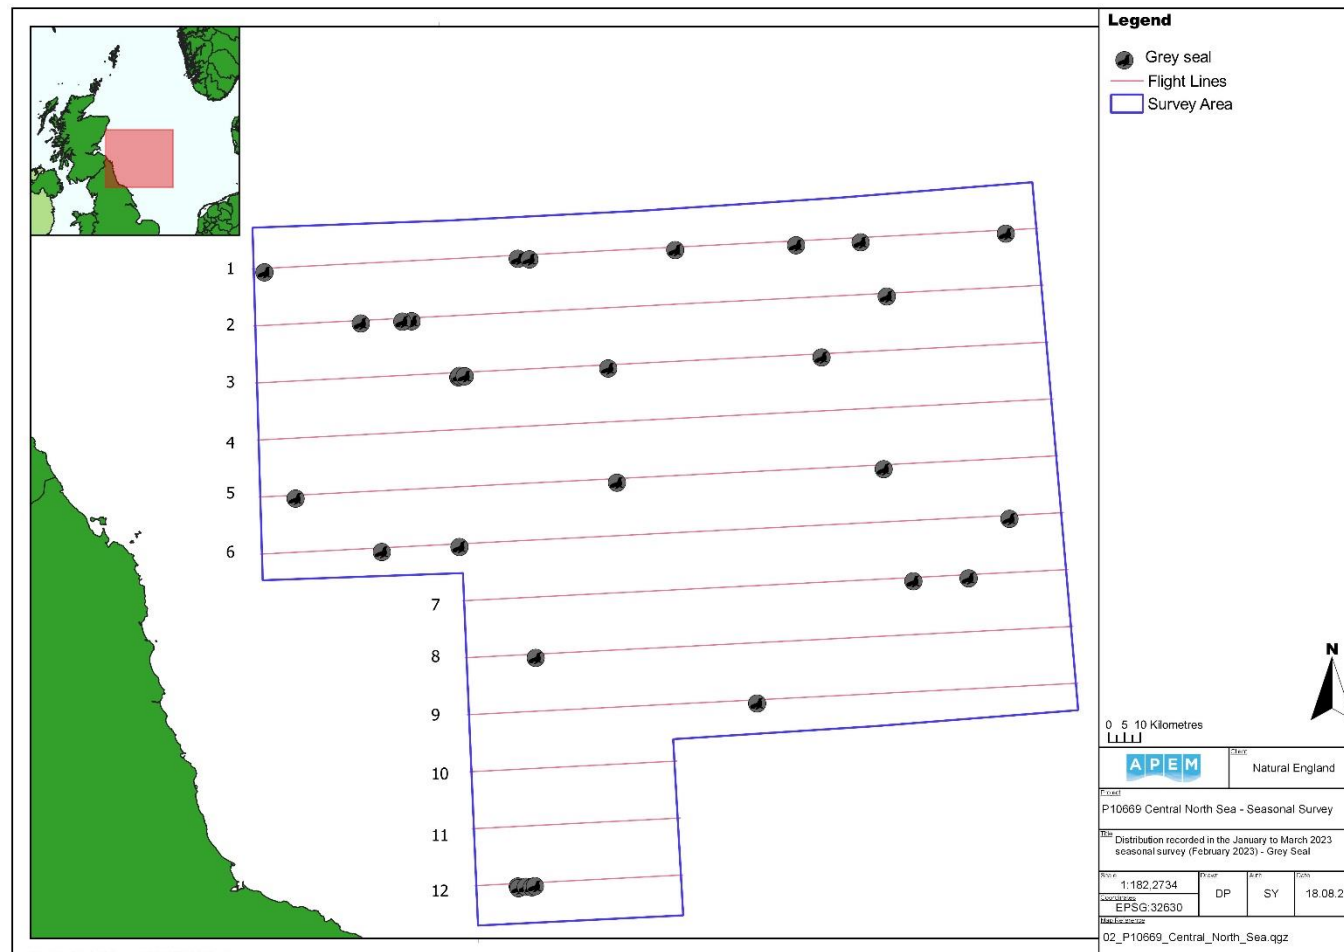 Legend
Grey seal
Flight Lines
Survey Area
1
2
3
4
5
6
7
8
9
10
11
12
N
0 5 10 Kilometres
APEM
Client
Natural England
Project
P10669 Central North Sea - Seasonal Survey
Title
Distribution recorded in the January to March 2023
seasonal survey (February 2023) - Grey Seal
Scale
1:182,2734
Coordinates
EPSG:32630
Drawn
DP
Auth
SY
Date
18.08.2
Map Reference
02_P10669_Central_North_Sea.qgz